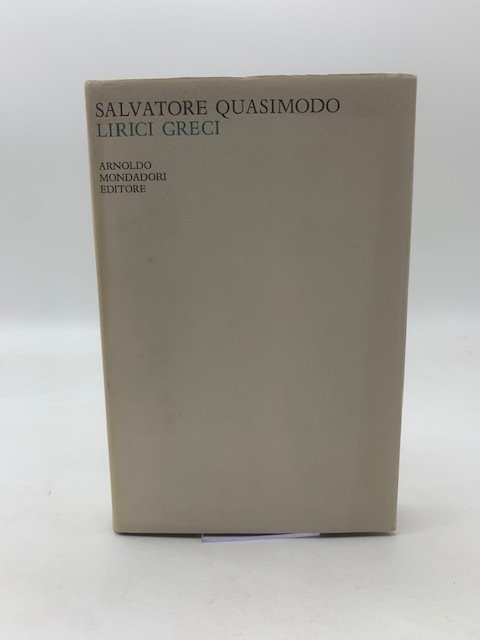 SALVATORE QUASIMODO
LIRICI GRECI
ARNOLDO
MONDADORI
EDITORE